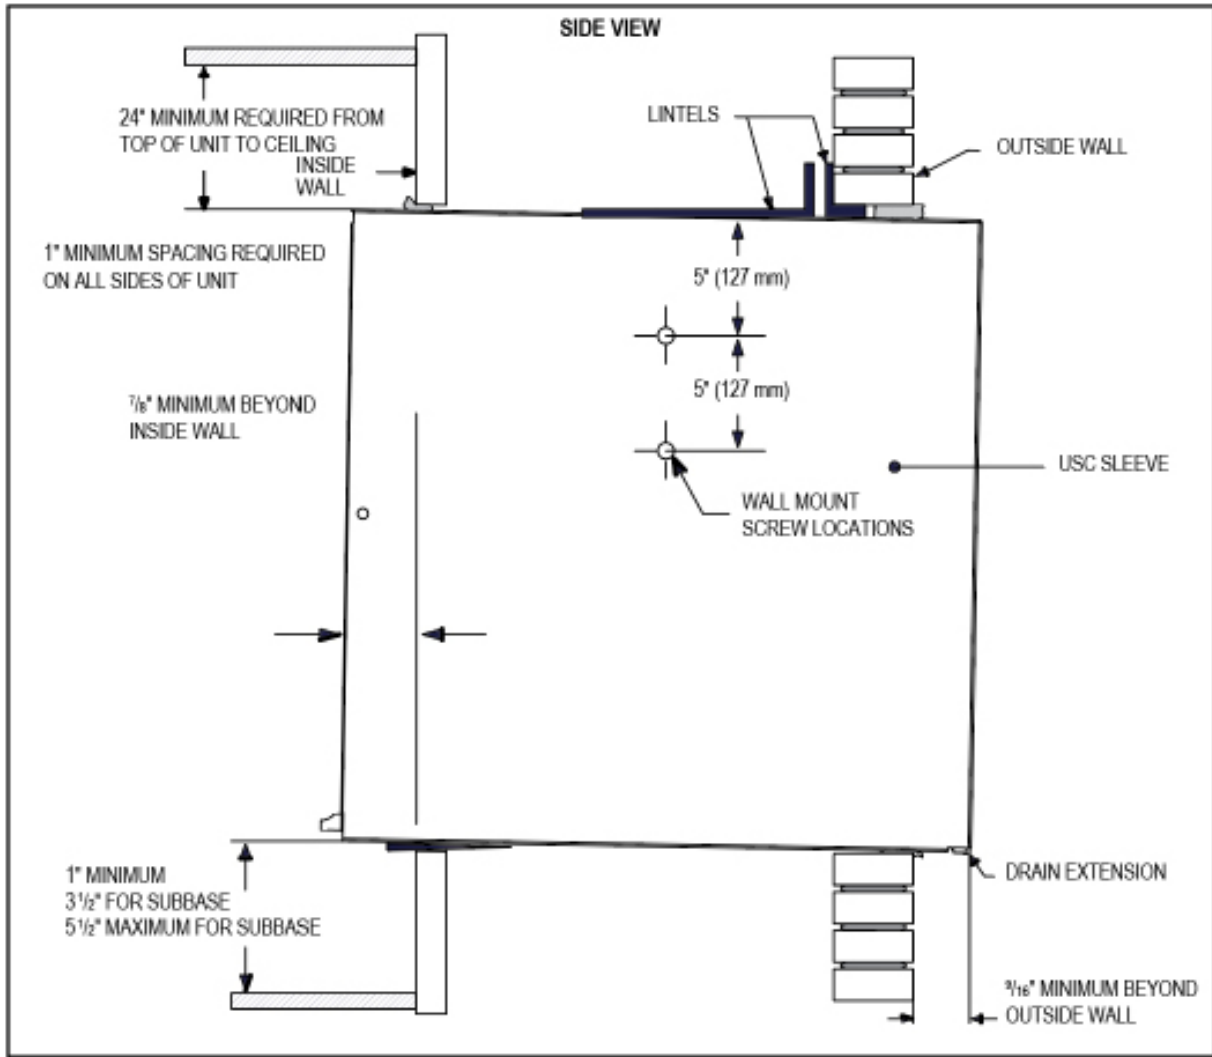 SIDE VIEW
24" MINIMUM REQUIRED FROM
TOP OF UNIT TO CEILING
INSIDE
WALL
LINTELS
OUTSIDE WALL
1" MINIMUM SPACING REQUIRED
ON ALL SIDES OF UNIT
5" (127 mm)
5" (127 mm)
⅞" MINIMUM BEYOND
INSIDE WALL
USC SLEEVE
WALL MOUNT
SCREW LOCATIONS
1" MINIMUM
3 ½" FOR SUBBASE
5 ½" MAXIMUM FOR SUBBASE
DRAIN EXTENSION
MINIMUM BEYOND
OUTSIDE WALL